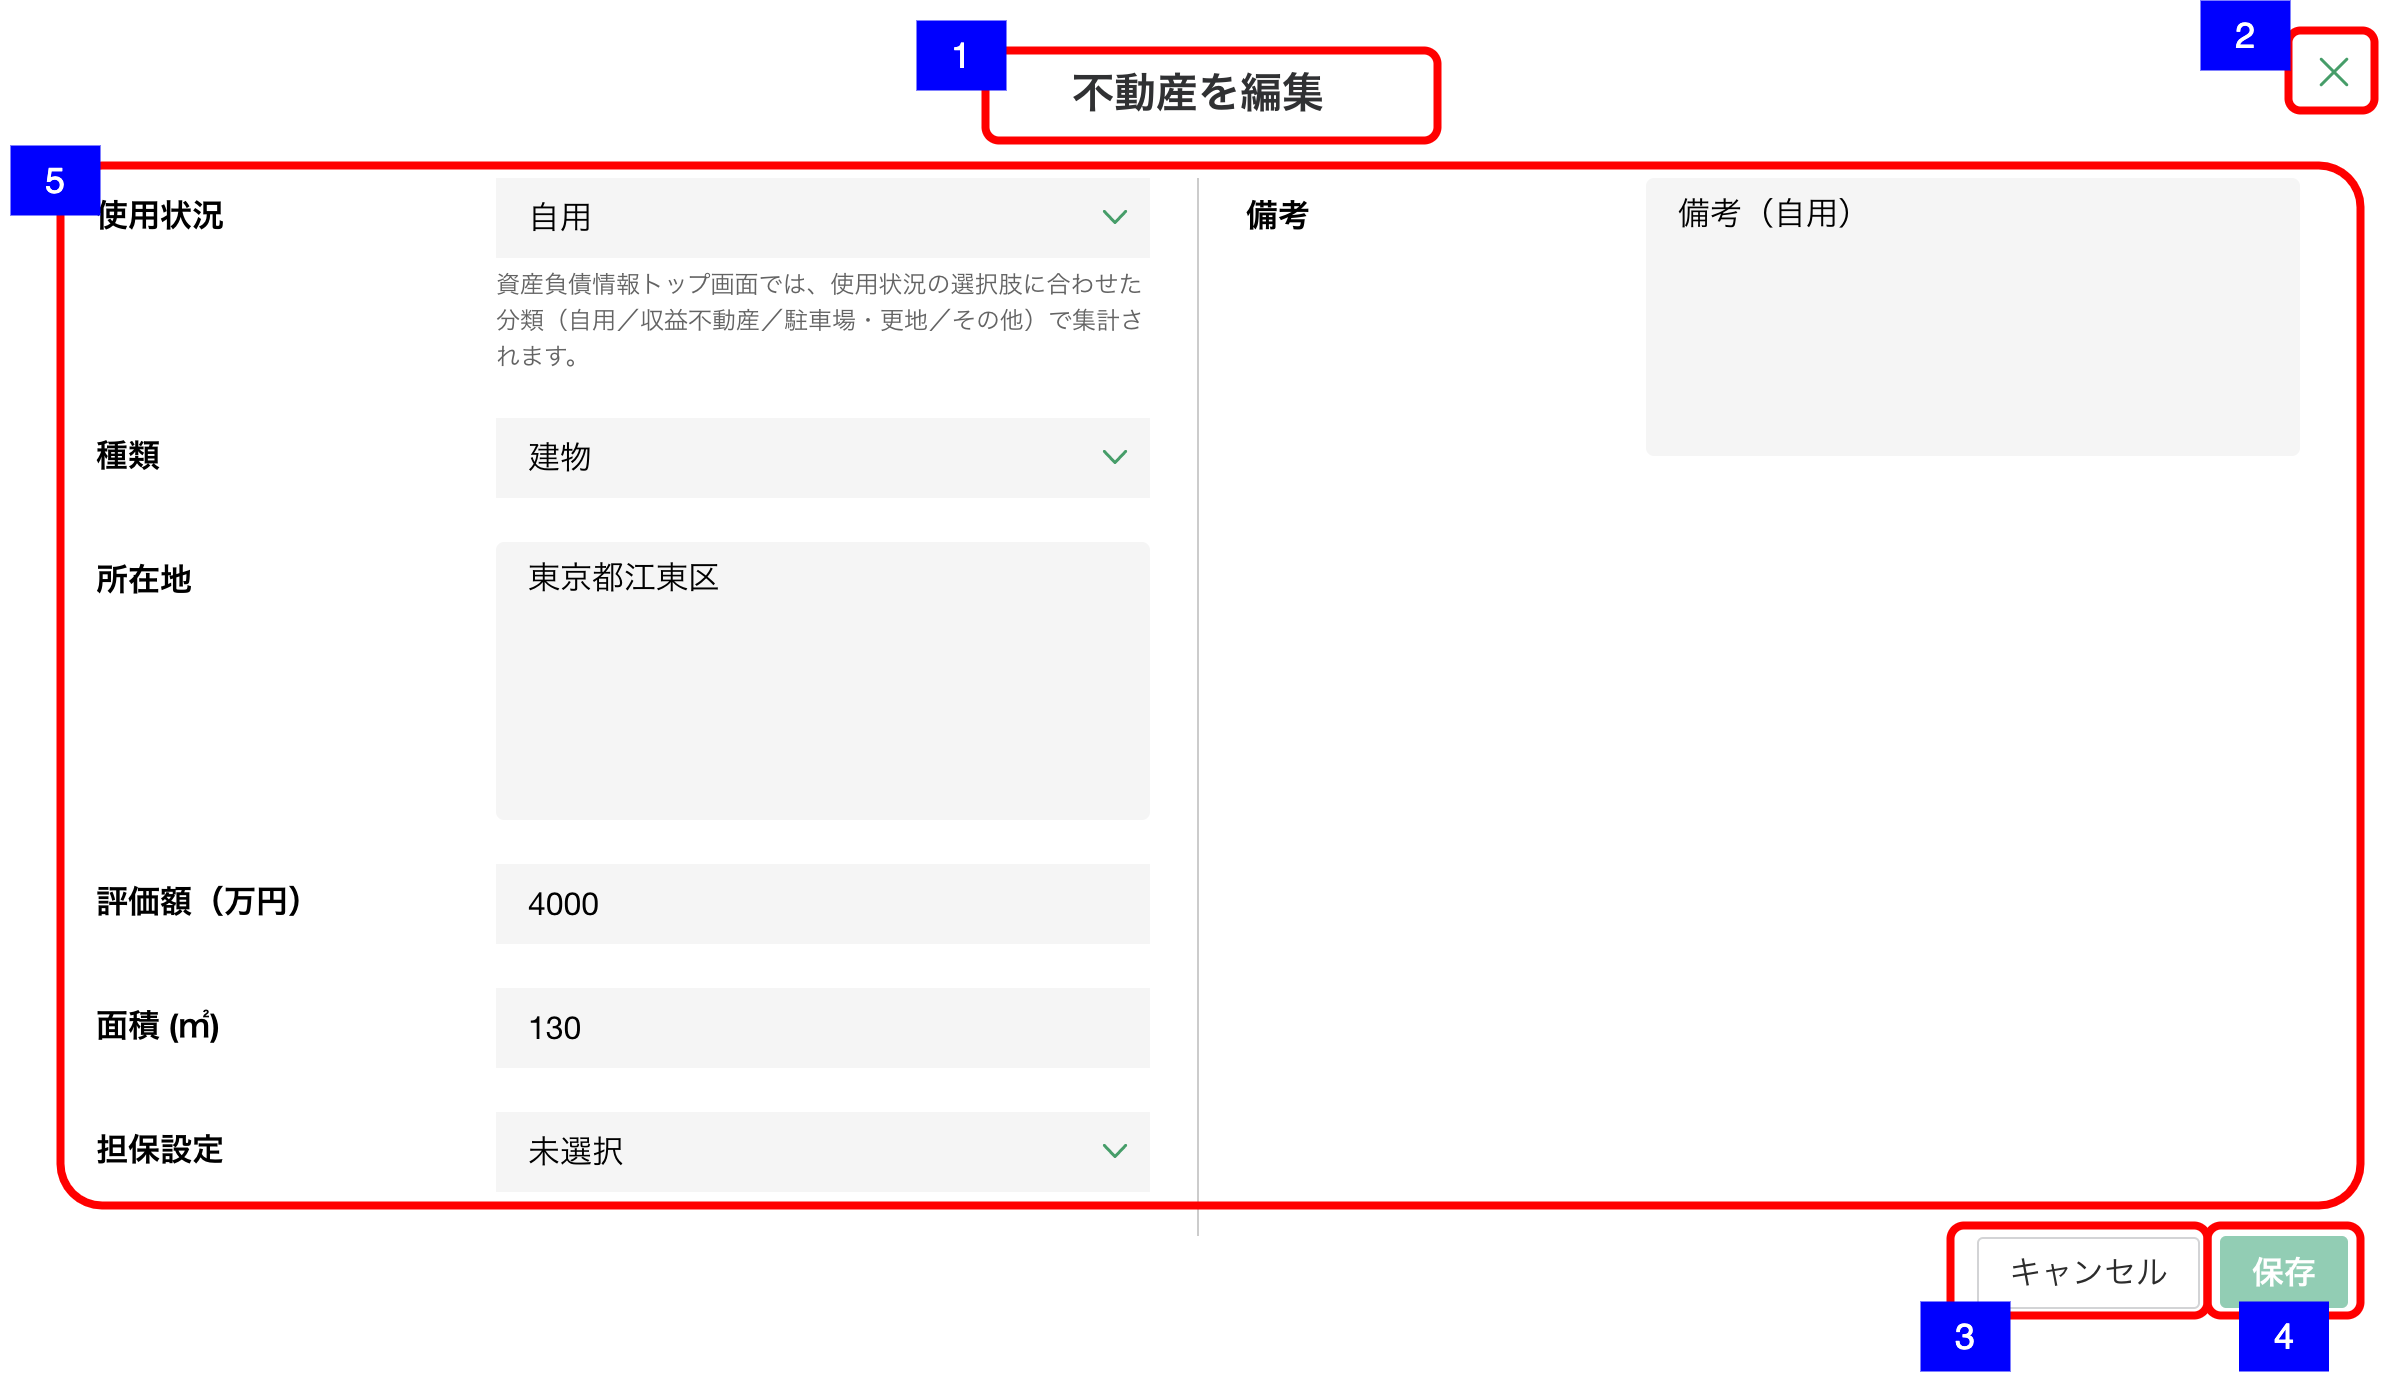 1
不動産を編集
2
5
使用状況
自用
資産負債情報トップ画面では、使用状況の選択肢に合わせた
分類（自用／収益不動産／駐車場・更地／その他）で集計さ
れます。
種類
建物
所在地
東京都江東区
評価額（万円）
4000
面積 (㎡)
130
担保設定
未選択
備考
備考（自用）
キャンセル
保存
3
4